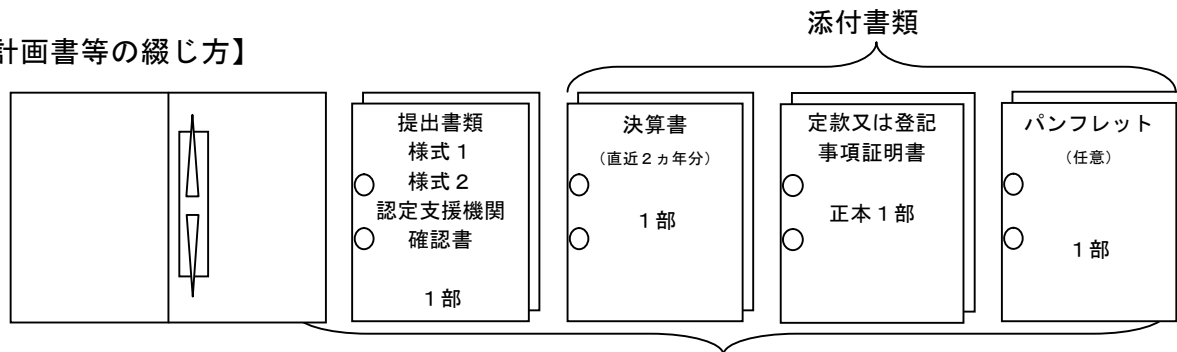 計画書等の綴じ方】
添付書類
提出書類
様式１
様式２
認定支援機関
確認書
１部
決算書
（直近２ヵ年分）
１部
定款又は登記
事項証明書
正本１部
パンフレット
（任意）
１部